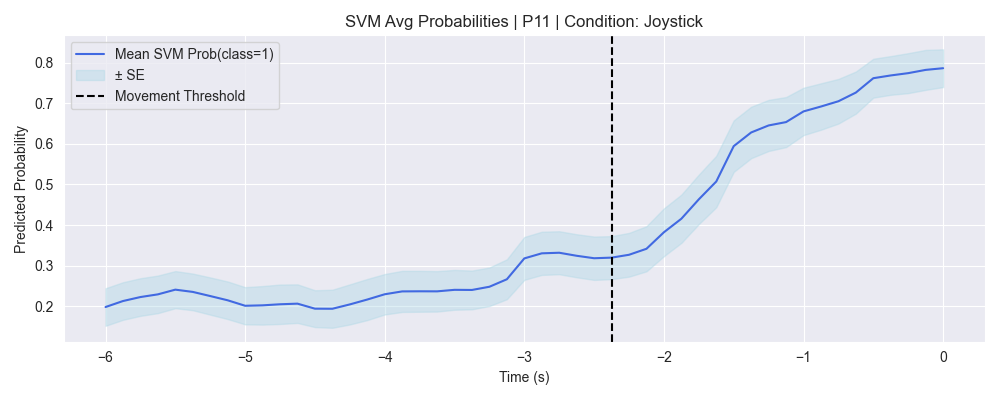 SVM Avg Probabilities | P11 | Condition: Joystick
Mean SVM Prob(class=1)
± SE
Movement Threshold
Predicted Probability
0.8
0.7
0.6
0.5
0.4
0.3
0.2
−6 −5 −4 −3 −2 −1 0
Time (s)